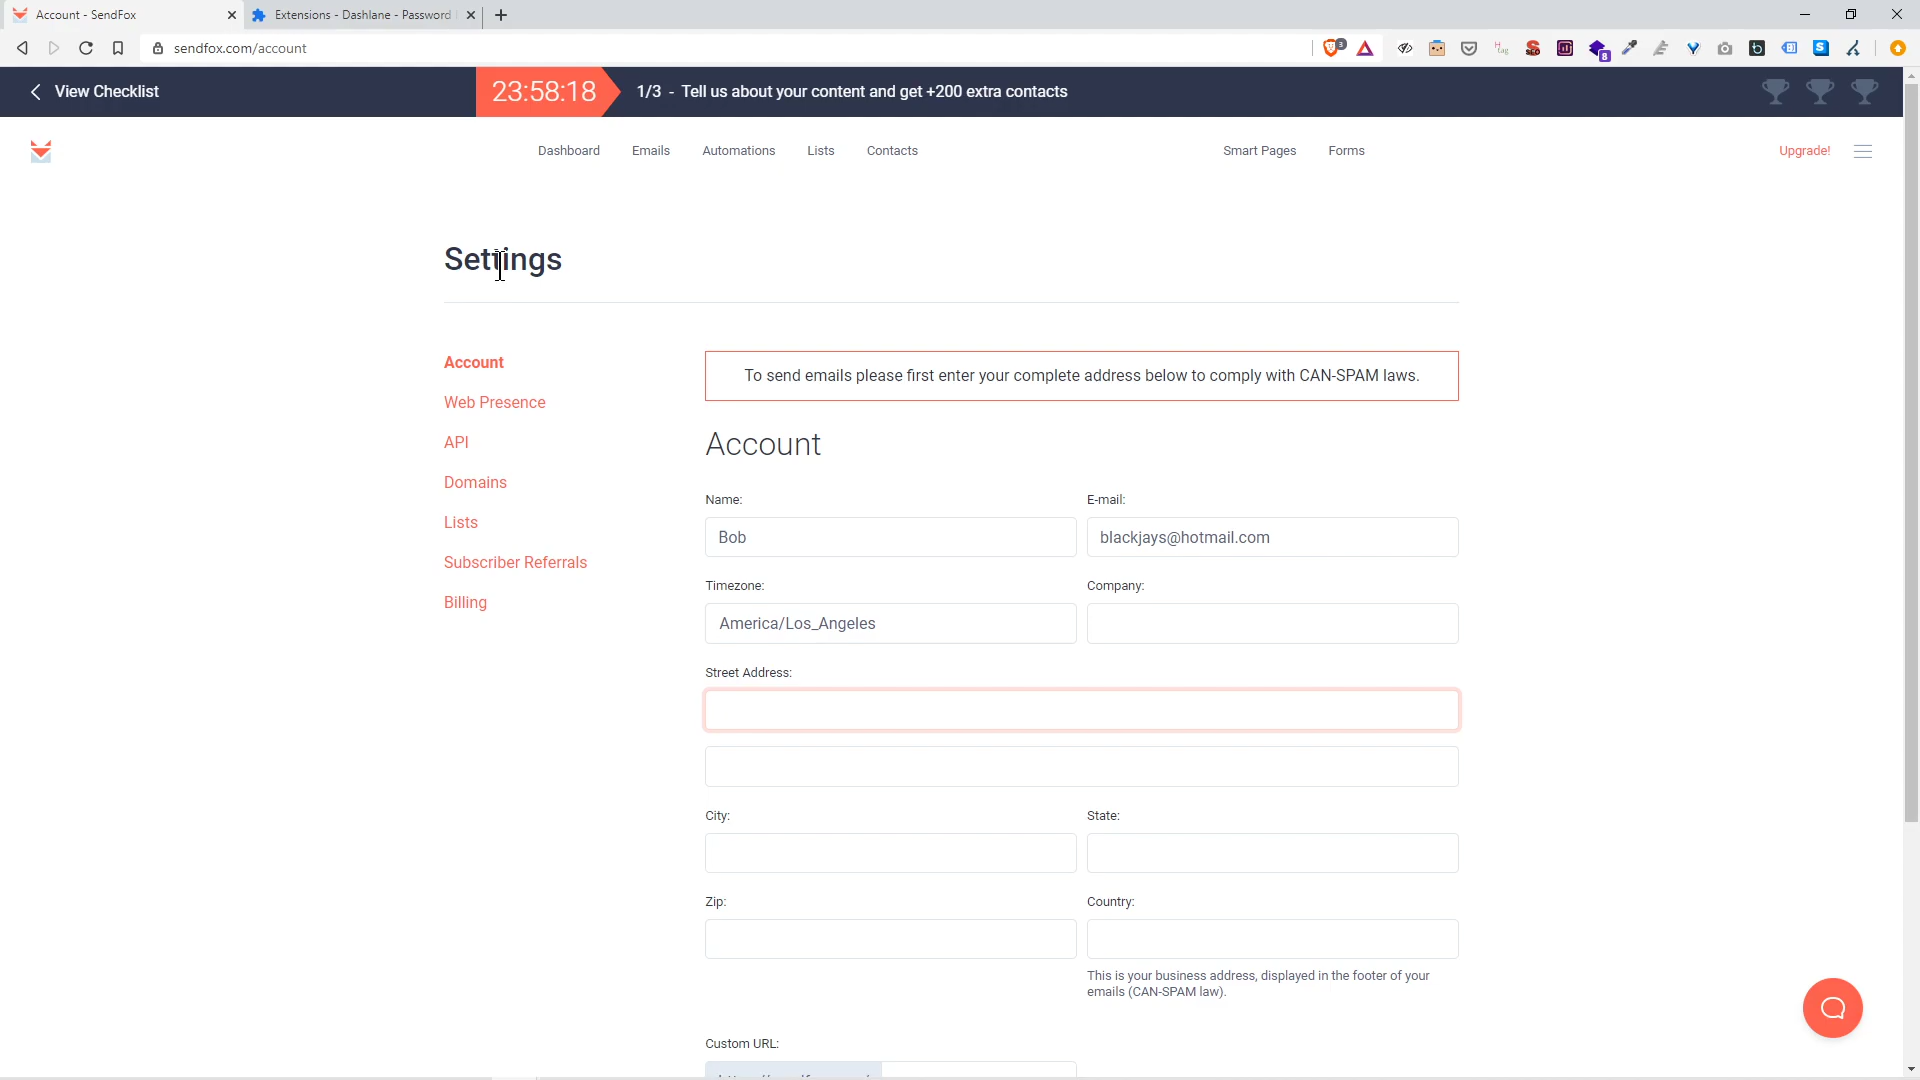 Account - SendFox
Extensions - Dashlane - Password
sendfox.com/account
3
8
View Checklist
23:58:18
1/3 - Tell us about your content and get +200 extra contacts
Dashboard
Emails
Automations
Lists
Contacts
Smart Pages
Forms
Upgrade!
Settings
Account
Web Presence
API
Domains
Lists
Subscriber Referrals
Billing
To send emails please first enter your complete address below to comply with CAN-SPAM laws.
Account
Name:
E-mail:
Bob
blackjays@hotmail.com
Timezone:
Company:
America/Los_Angeles
Street Address:
City:
State:
Zip:
Country:
This is your business address, displayed in the footer of your
emails (CAN-SPAM law).
Custom URL: